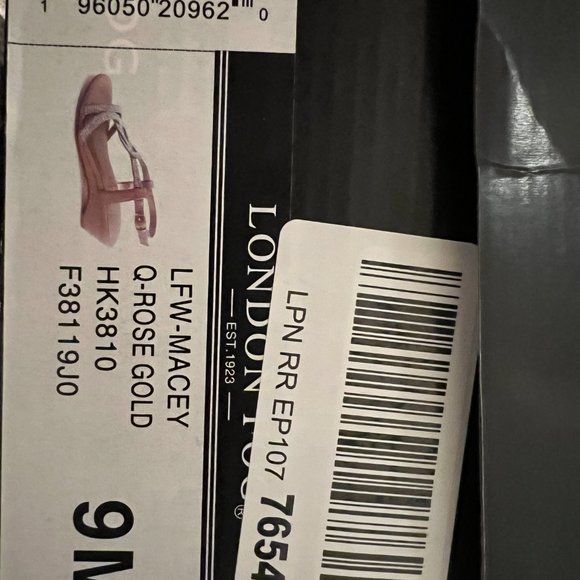 1 96050 20962 0
LFW-MACEY
Q-ROSE GOLD
HK3810
F38119J0
9M
LONDON FOG®
EST.1923
LPN RR EP107 7654